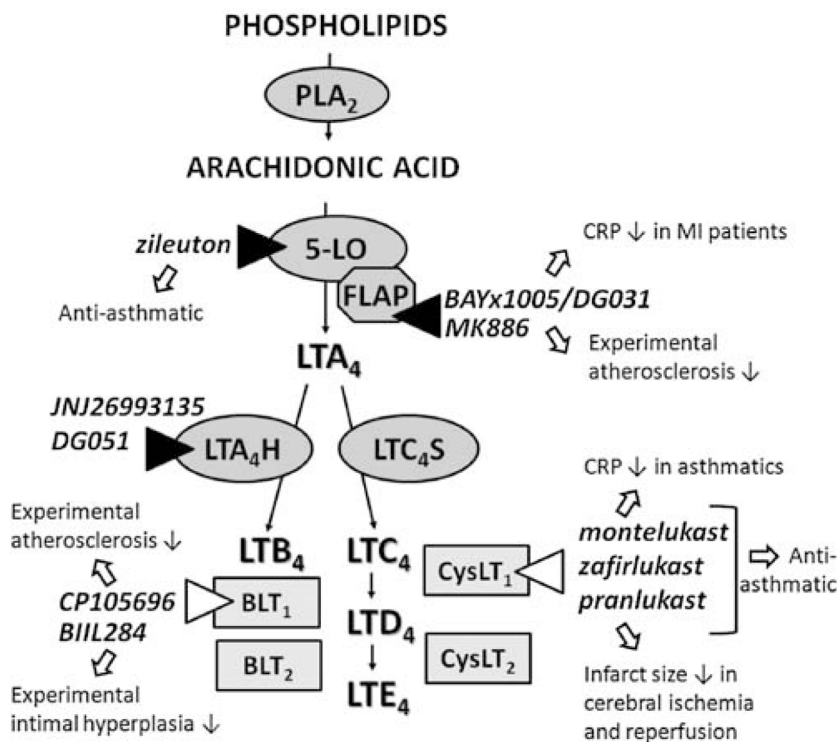 PHOSPHOLIPIDS
PLA₂
ARACHIDONIC ACID
zileuton
5-LO
CRP ↓ in MI patients
FLAP
Anti-asthmatic
BAYx1005/DG031
MK886
LTA₄
Experimental
atherosclerosis ↓
JNJ26993135
DG051
LTA₄H
LTC₄S
CRP ↓ in asthmatics
Experimental
atherosclerosis ↓
LTB₄
LTC₄
CysLT₁
montelukast
zafirlukast
pranlukast
Anti-
asthmatic
CP105696
BIIL284
BLT₁
LTD₄
BLT₂
CysLT₂
LTE₄
Experimental
intimal hyperplasia ↓
Infarct size ↓ in
cerebral ischemia
and reperfusion